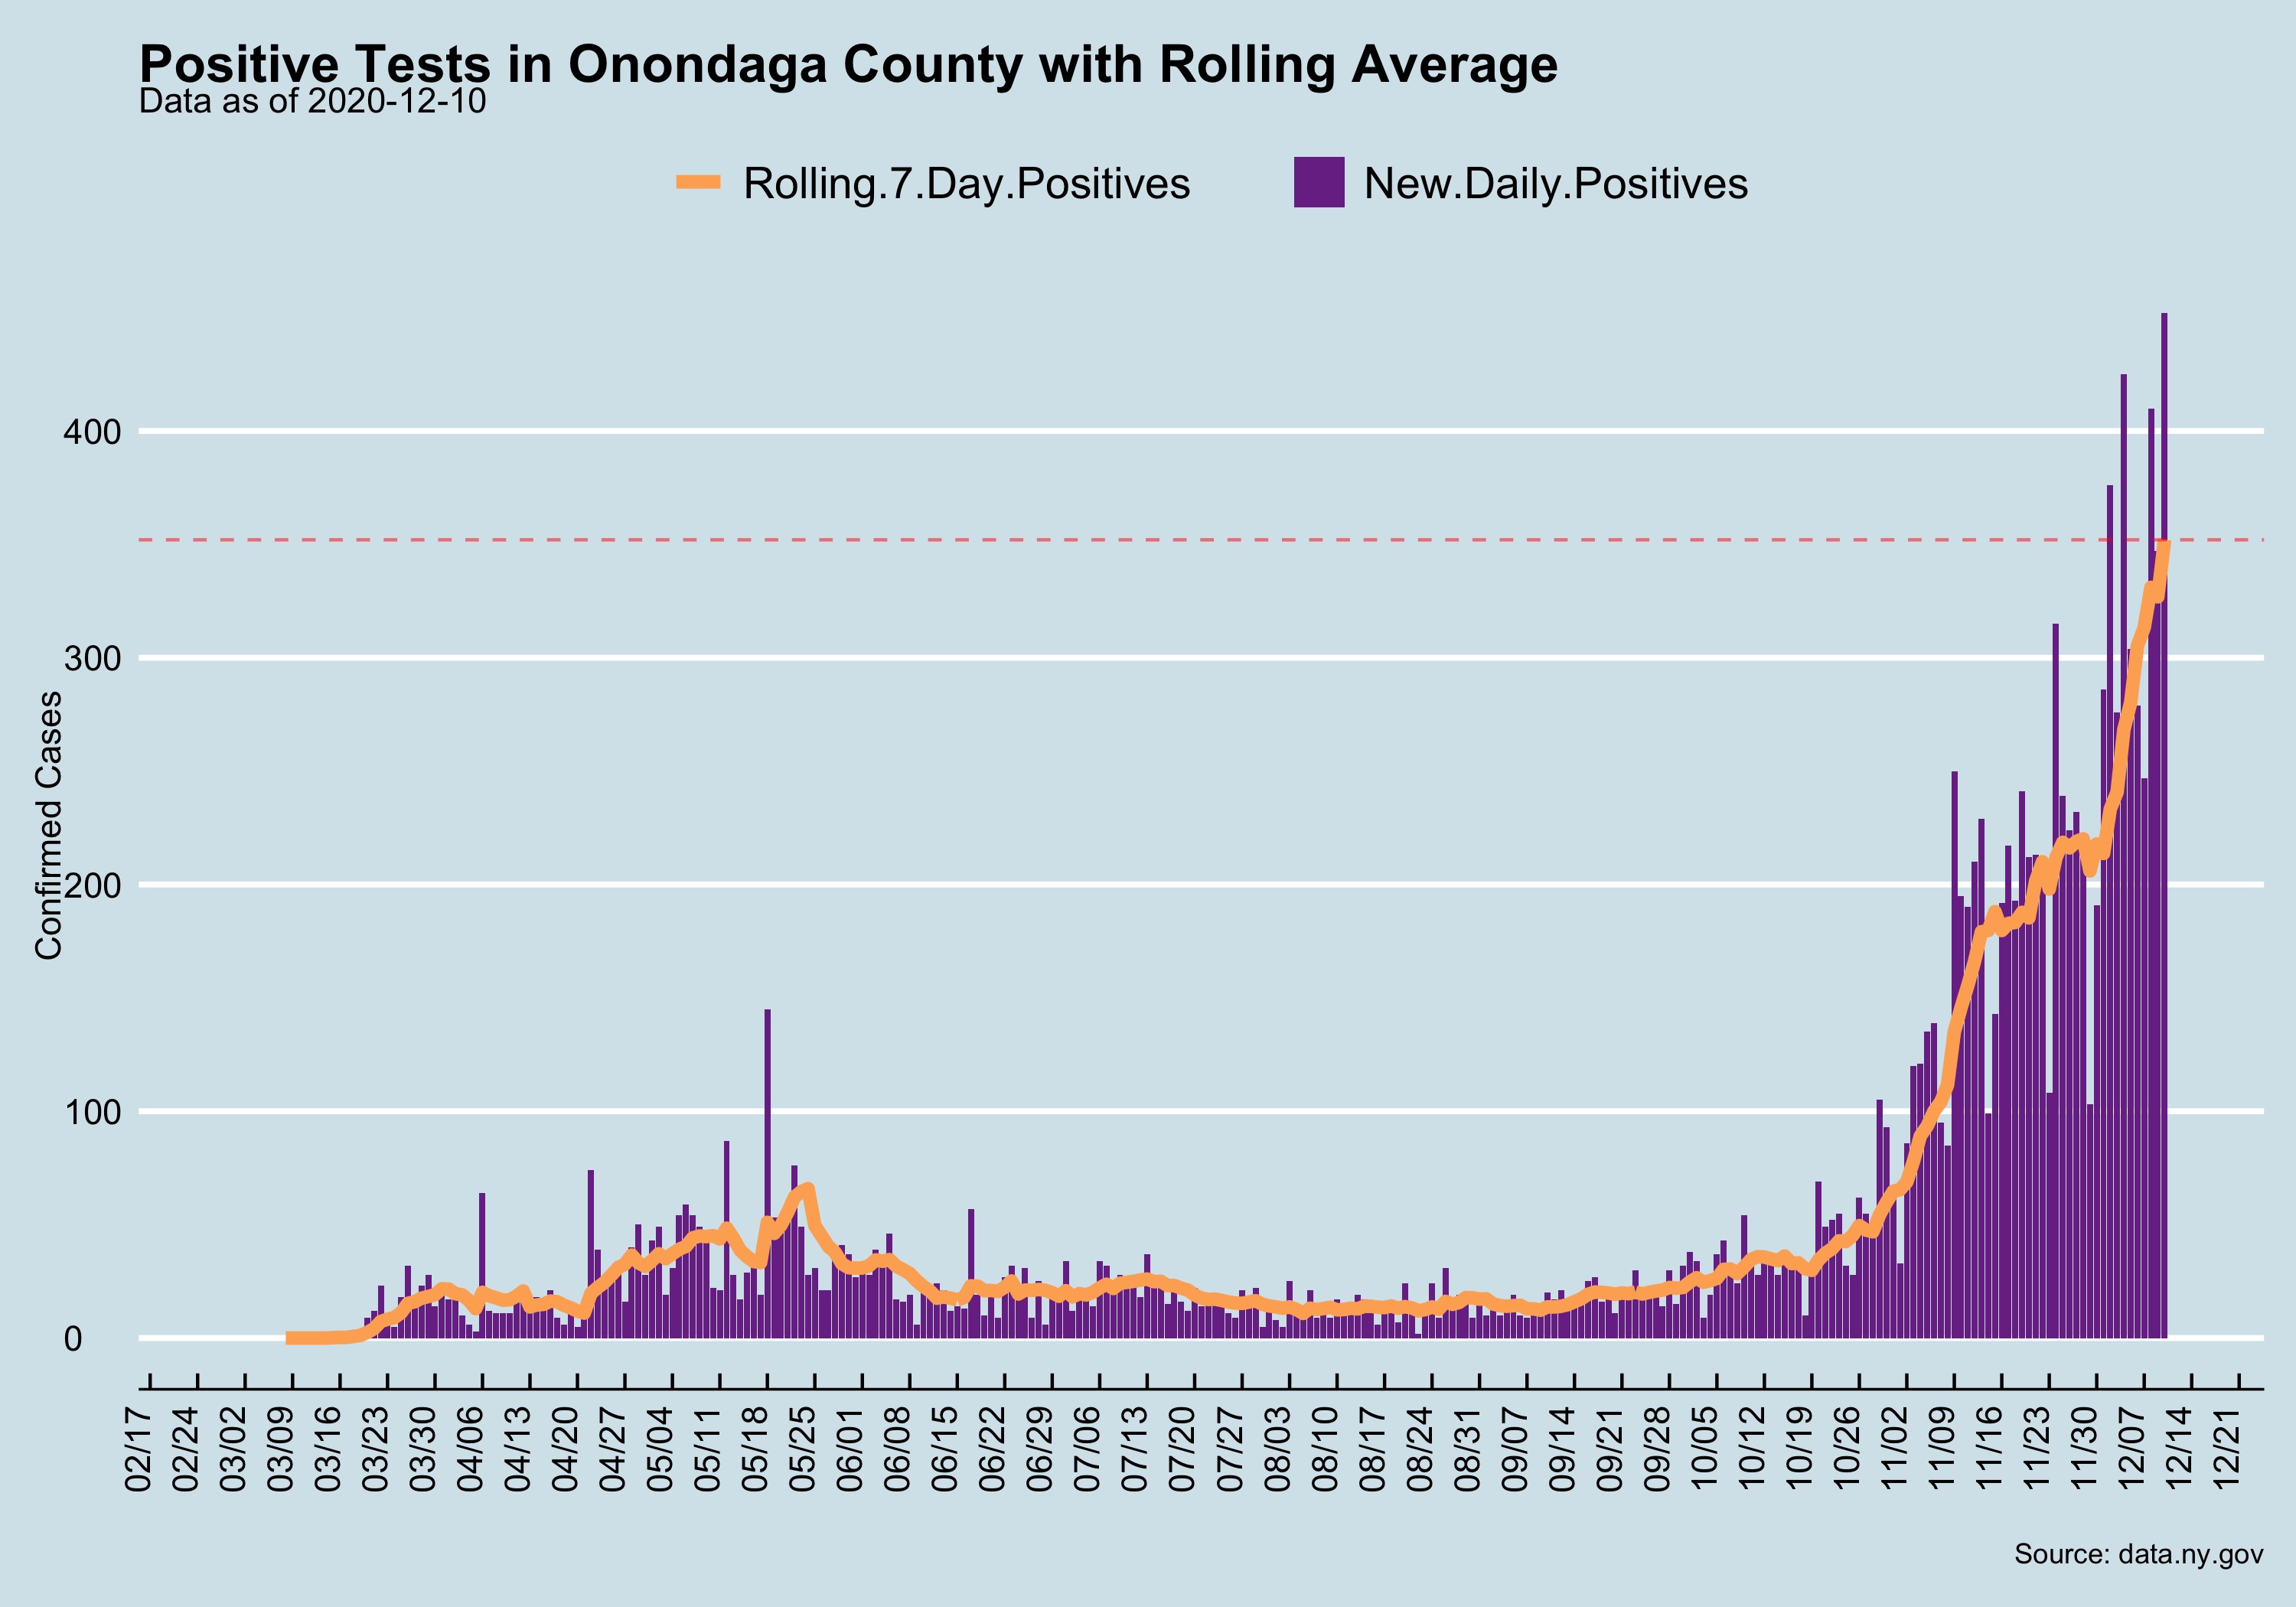 Positive Tests in Onondaga County with Rolling Average
Data as of 2020-12-10
Rolling.7.Day.Positives New.Daily.Positives
Confirmed Cases
400
300
200
100
0
02/17 02/24 03/02 03/09 03/16 03/23 03/30 04/06 04/13 04/20 04/27 05/04 05/11 05/18 05/25 06/01 06/08 06/15 06/22 06/29 07/06 07/13 07/20 07/27 08/03 08/10 08/17 08/24 08/31 09/07 09/14 09/21 09/28 10/05 10/12 10/19 10/26 11/02 11/09 11/16 11/23 11/30 12/07 12/14 12/21
Source: data.ny.gov